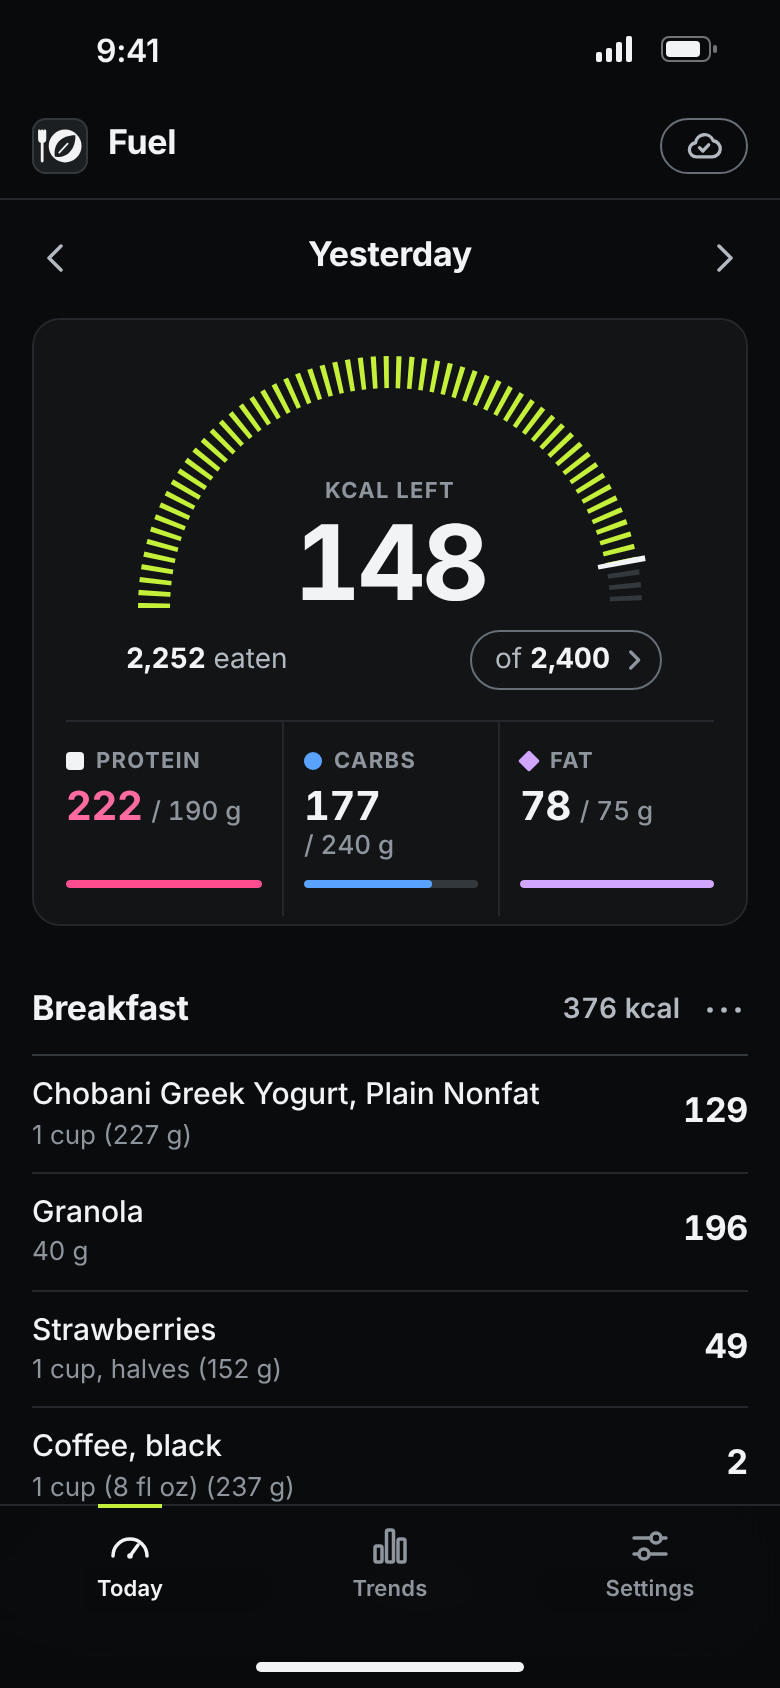 9:41
Fuel
Yesterday
KCAL LEFT
148
2,252 eaten
of 2,400
PROTEIN
222 / 190 g
CARBS
177
/ 240 g
FAT
78 / 75 g
Breakfast
376 kcal
Chobani Greek Yogurt, Plain Nonfat
1 cup (227 g)
129
Granola
40 g
196
Strawberries
1 cup, halves (152 g)
49
Coffee, black
1 cup (8 fl oz) (237 g)
2
Today
Trends
Settings